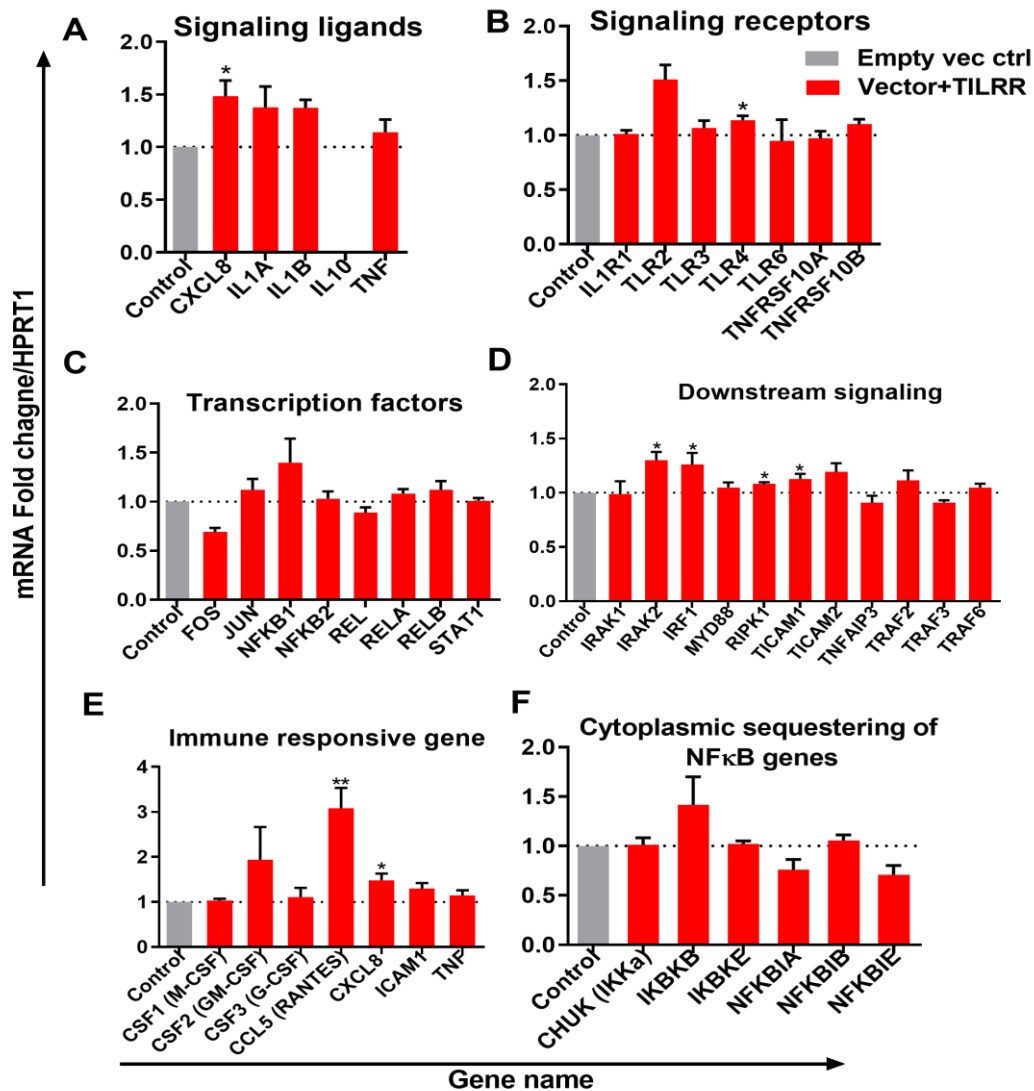 A
Signaling ligands
2.0
1.5
1.0
0.5
0.0
*
Control
CXCL8
IL1A
IL1B
IL10
TNF
B
Signaling receptors
Empty vec ctrl
Vector+TILRR
2.0
1.5
1.0
0.5
0.0
*
Control
IL1R1
TLR2
TLR3
TLR4
TLR6
TNFRSF10A
TNFRSF10B
mRNA Fold chagne/HPRT1
C
Transcription factors
2.0
1.5
1.0
0.5
0.0
Control
FOS
JUN
NFKB1
NFKB2
REL
RELA
RELB
STAT1
D
Downstream signaling
2.0
1.5
1.0
0.5
0.0
*
*
*
*
Control
IRAK1
IRAK2
IRF1
MYD88
RIPK1
TICAM1
TICAM2
TNFAIP3
TRAF2
TRAF3
TRAF6
E
Immune responsive gene
4
3
2
1
0
**
*
Control
CSF1 (M-CSF)
CSF2 (GM-CSF)
CSF3 (G-CSF)
CCL5 (RANTES)
CXCL8
ICAM1
TNF
F
Cytoplasmic sequestering of
NFκB genes
2.0
1.5
1.0
0.5
0.0
Control
CHUK (IKKa)
IKBKB
IKBKE
NFKBIA
NFKBIB
NFKBIE
Gene name